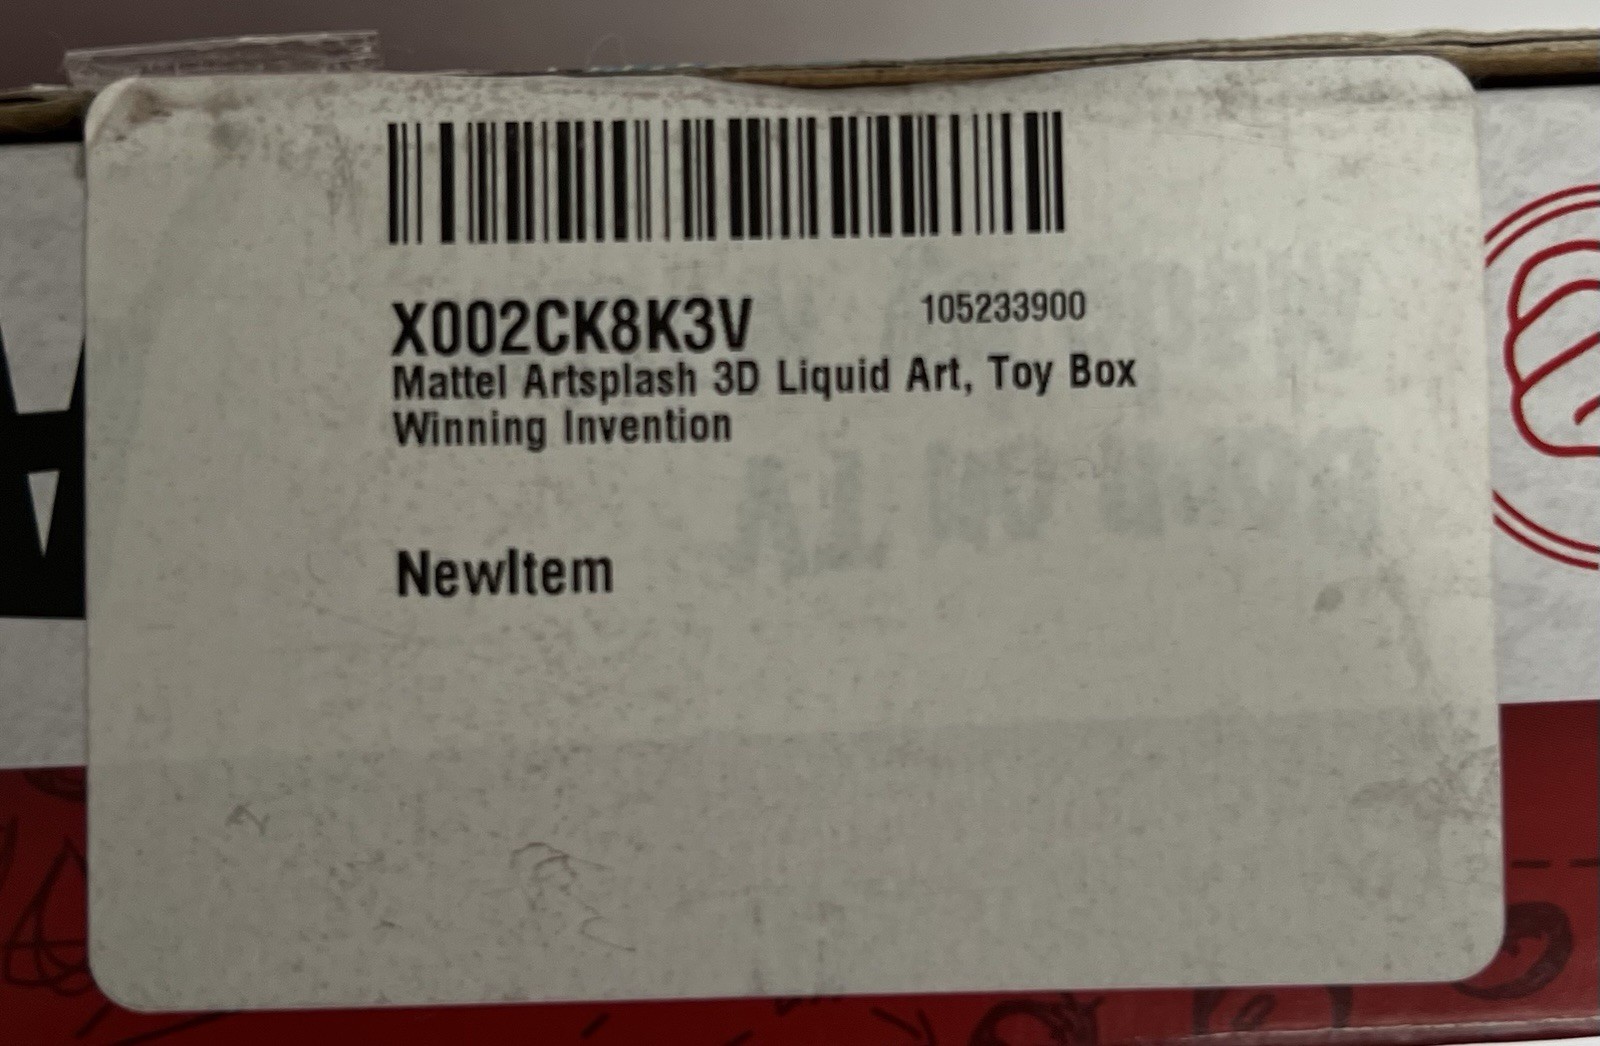 X002CK8K3V 105233900
Mattel Artsplash 3D Liquid Art, Toy Box
Winning Invention
NewItem